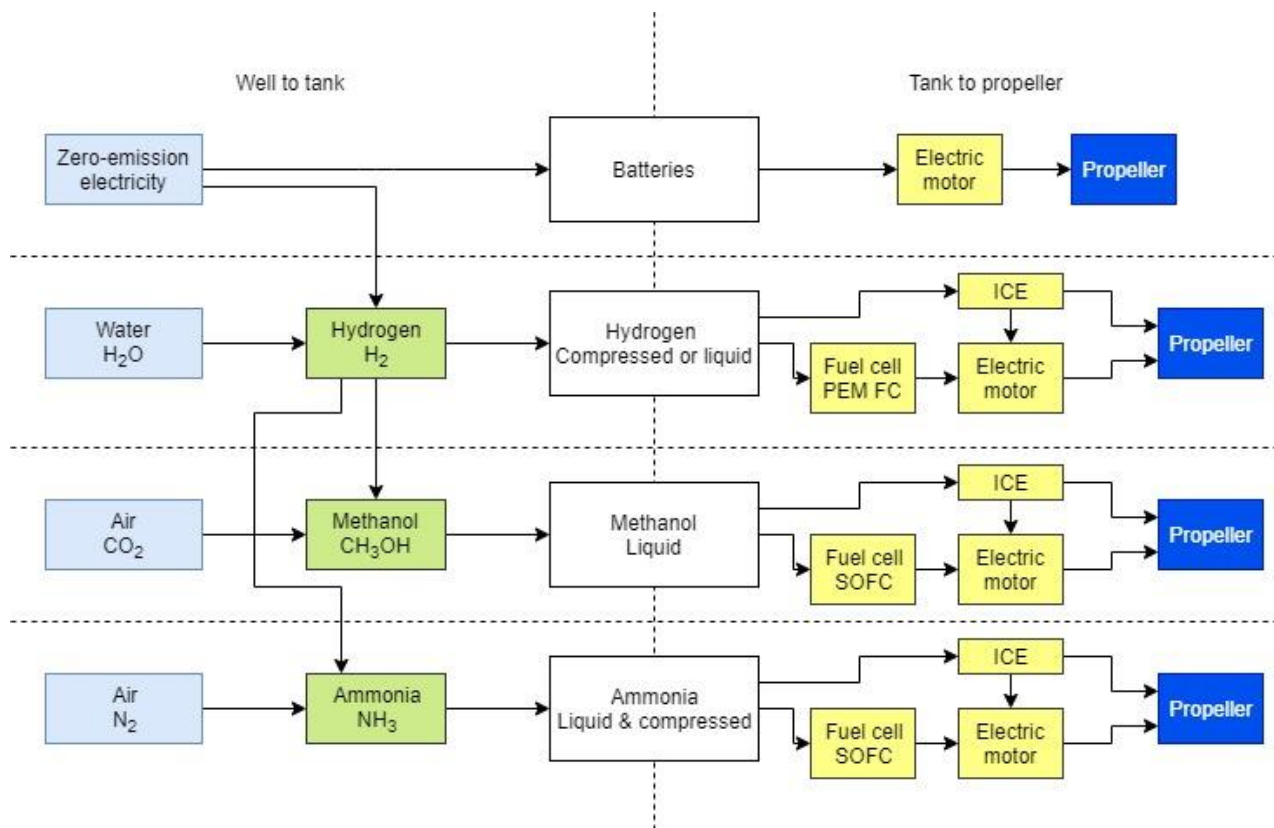 Well to tank
Tank to propeller
Zero-emission
electricity
Batteries
Electric
motor
Propeller
Water
H₂O
Hydrogen
H₂
Hydrogen
Compressed or liquid
ICE
Fuel cell
PEM FC
Electric
motor
Propeller
Air
CO₂
Methanol
CH₃OH
Methanol
Liquid
ICE
Fuel cell
SOFC
Electric
motor
Propeller
Air
N₂
Ammonia
NH₃
Ammonia
Liquid & compressed
ICE
Fuel cell
SOFC
Electric
motor
Propeller